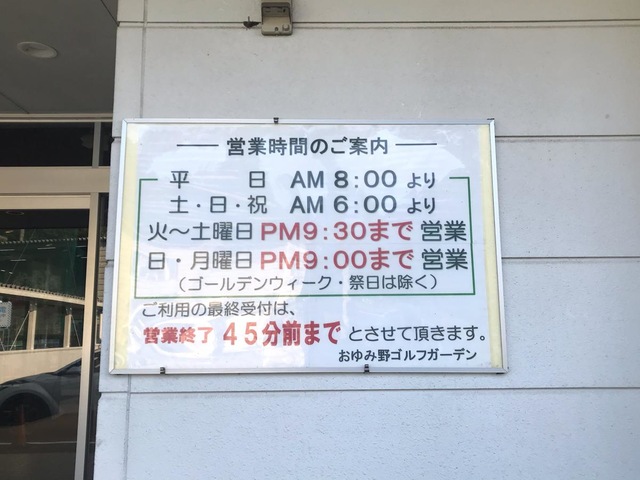 営業時間のご案内
平 日 AM 8:00 より
土・日・祝 AM 6:00 より
火〜土曜日 PM9:30まで 営業
日・月曜日 PM9:00まで 営業
(ゴールデンウィーク・祭日は除く)
ご利用の最終受付は、
営業終了 45分前まで とさせて頂きます。
おゆみ野ゴルフガーデン